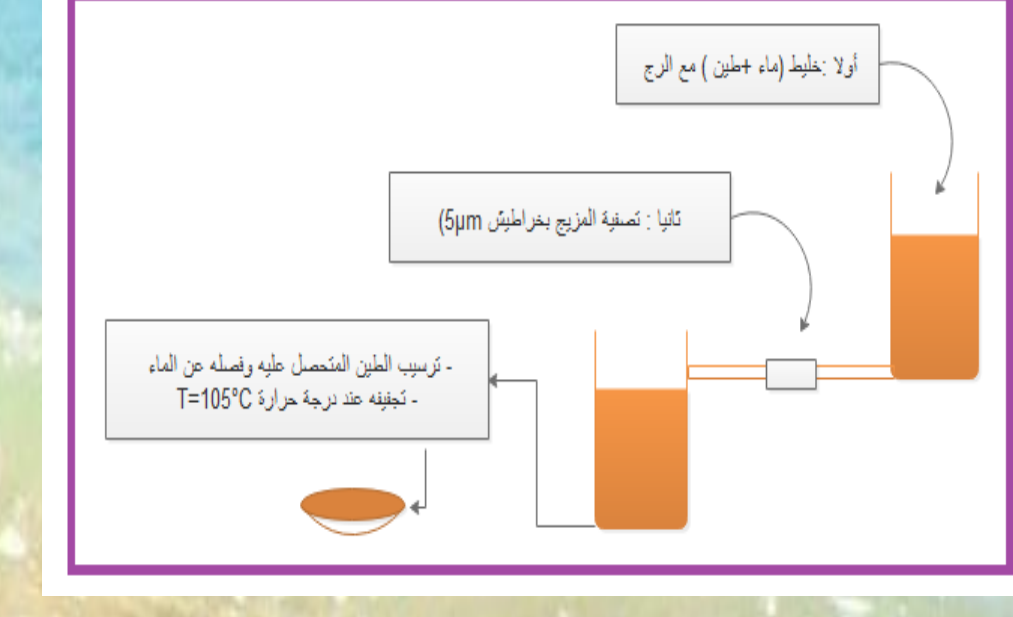 أولا :خليط (ماء +طين ) مع الرج
ثانيا : تصفية المزيج بخراطيش 5µm)
- ترسيب الطين المتحصل عليه وفصله عن الماء
- تجفيفه عند درجة حرارة T=105°C